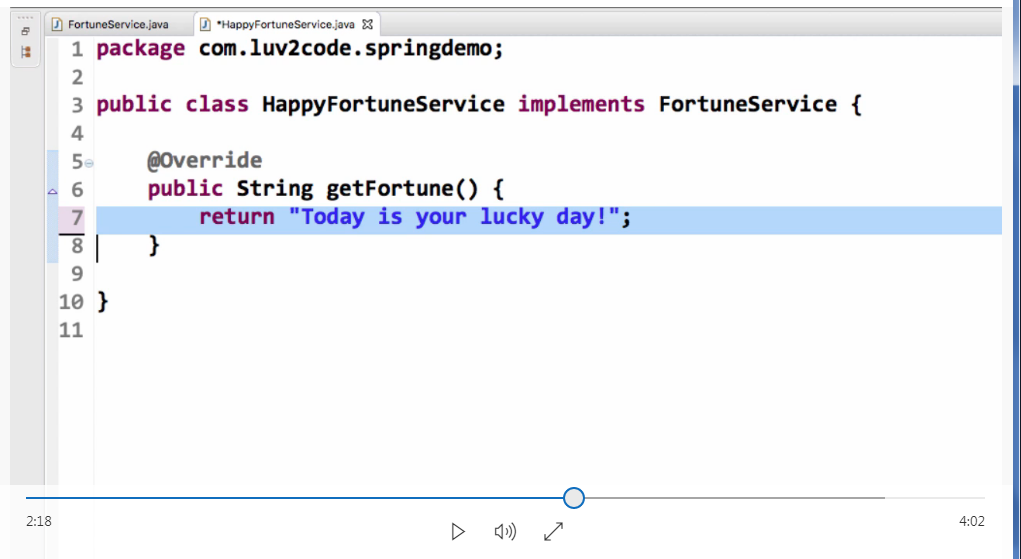 FortuneService.java *HappyFortuneService.java
1 package com.luv2code.springdemo;
2
3 public class HappyFortuneService implements FortuneService {
4
5 @Override
6 public String getFortune() {
7 return "Today is your lucky day!";
8 }
9
10 }
11
2:18 4:02